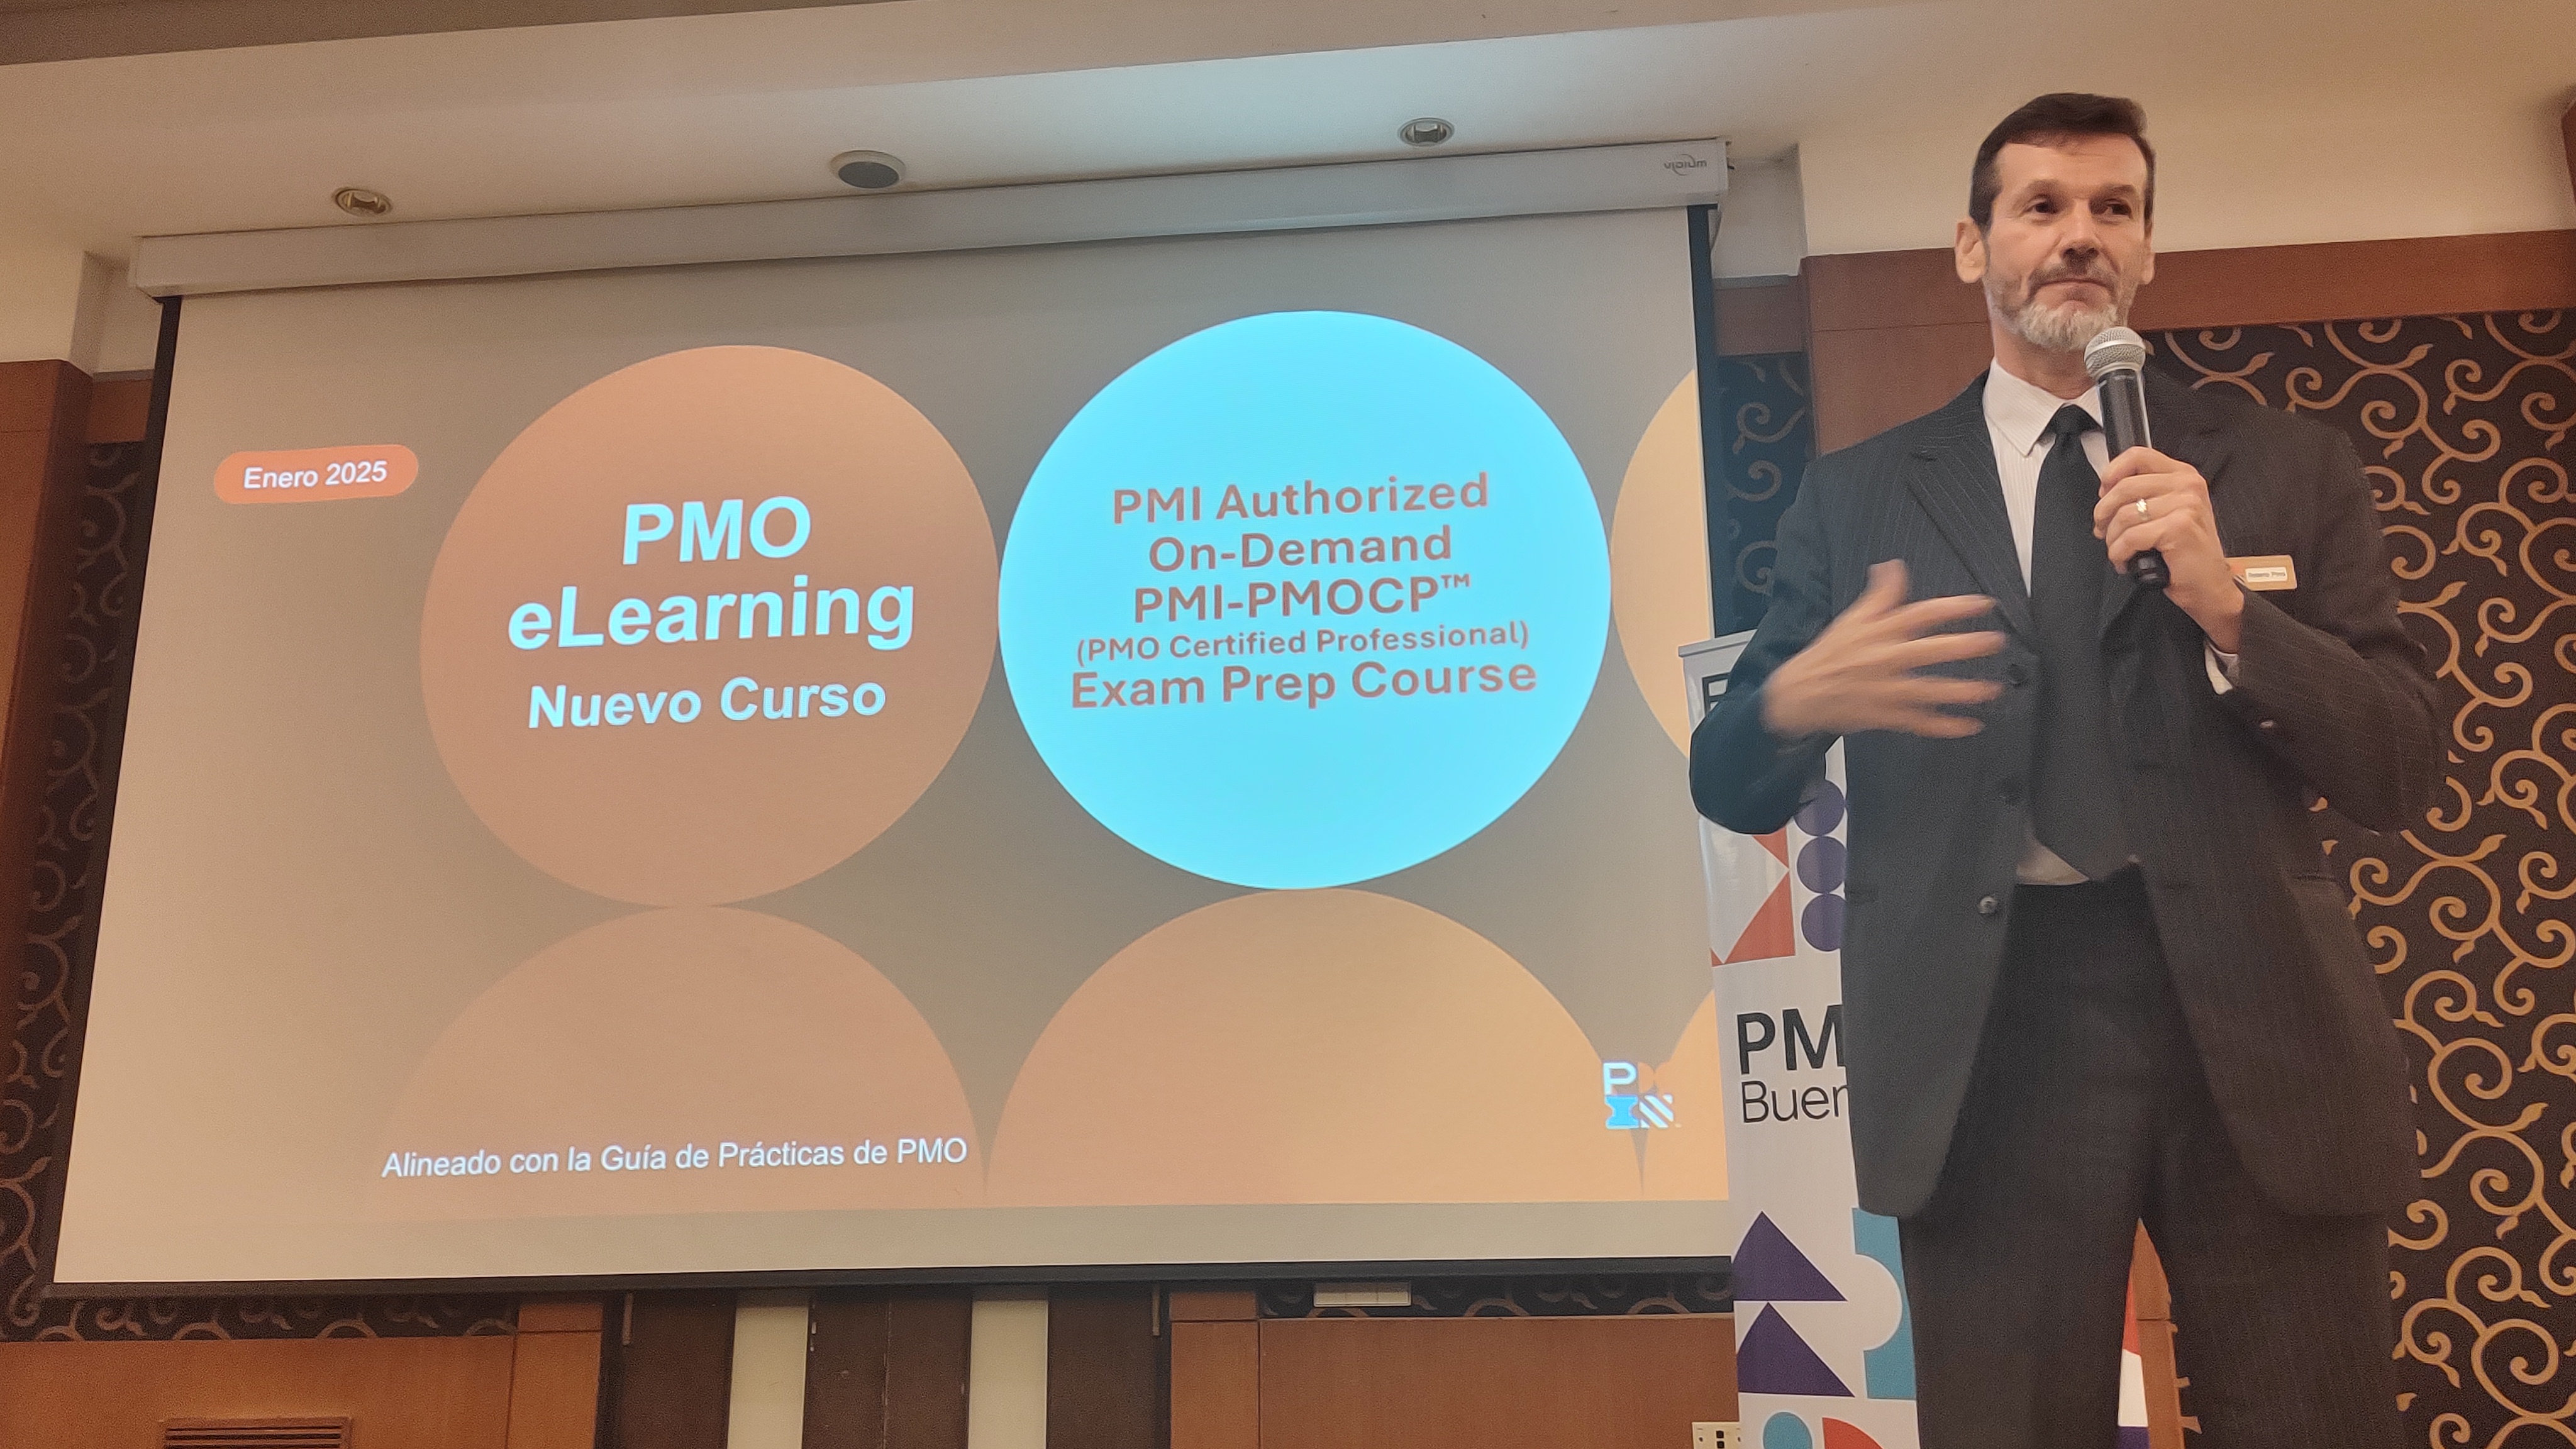 vidium
Enero 2025
PMO
eLearning
Nuevo Curso
PMI Authorized
On-Demand
PMI-PMOCP™
(PMO Certified Professional)
Exam Prep Course
Alineado con la Guía de Prácticas de PMO
PM
Buen